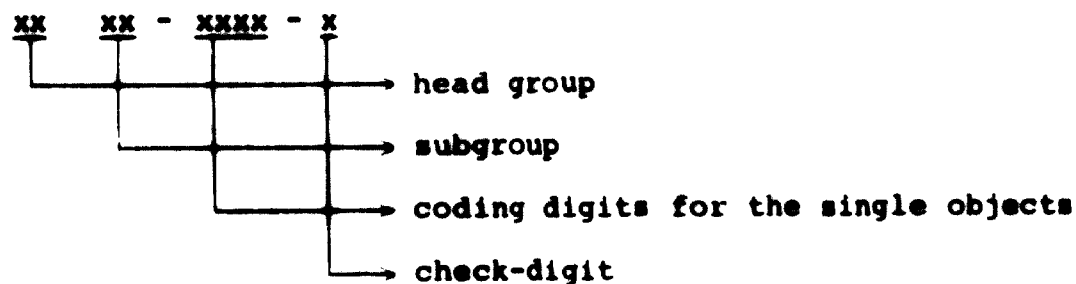 xx xx - xxxx - x
head group
subgroup
coding digits for the single objects
check-digit